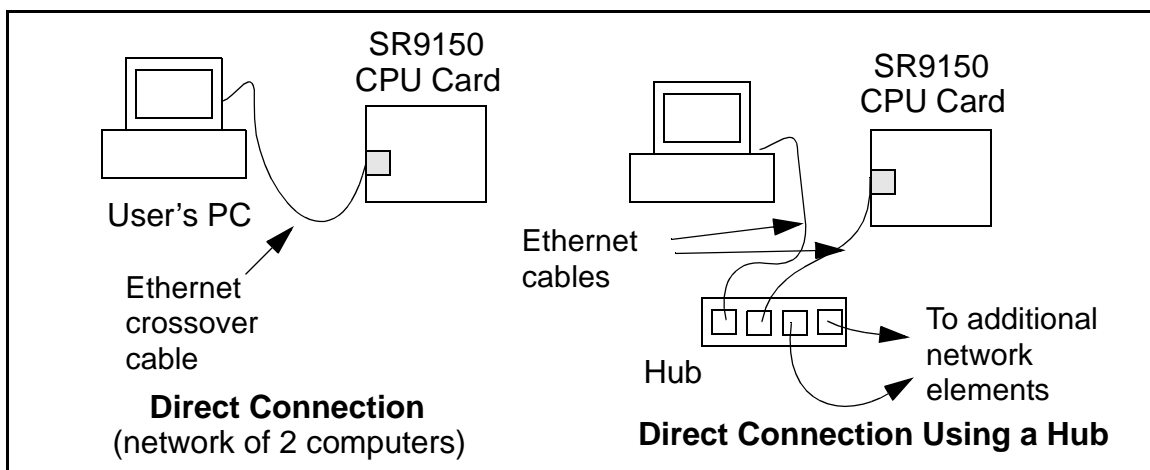 SR9150
CPU Card
User's PC
Ethernet
crossover
cable
Direct Connection
(network of 2 computers)
SR9150
CPU Card
Ethernet
cables
Hub
To additional
network
elements
Direct Connection Using a Hub